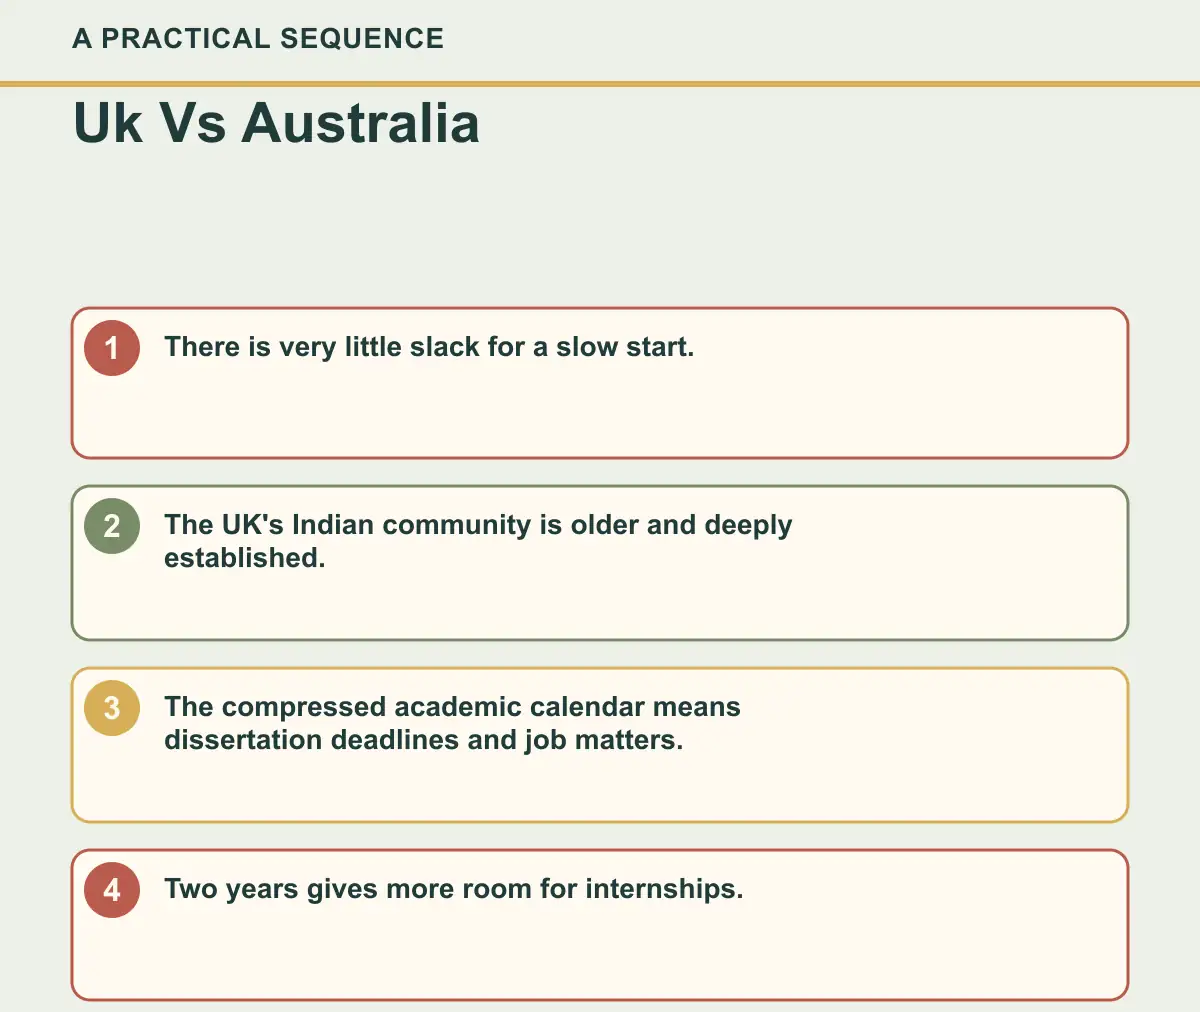 A PRACTICAL SEQUENCE
Uk Vs Australia
1
There is very little slack for a slow start.
2
The UK's Indian community is older and deeply
established.
3
The compressed academic calendar means
dissertation deadlines and job matters.
4
Two years gives more room for internships.